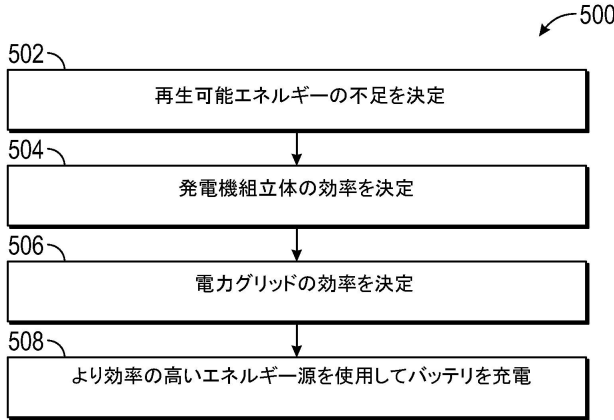 500
502
再生可能エネルギーの不足を決定
504
発電機組立体の効率を決定
506
電力グリッドの効率を決定
508
より効率の高いエネルギー源を使用してバッテリを充電